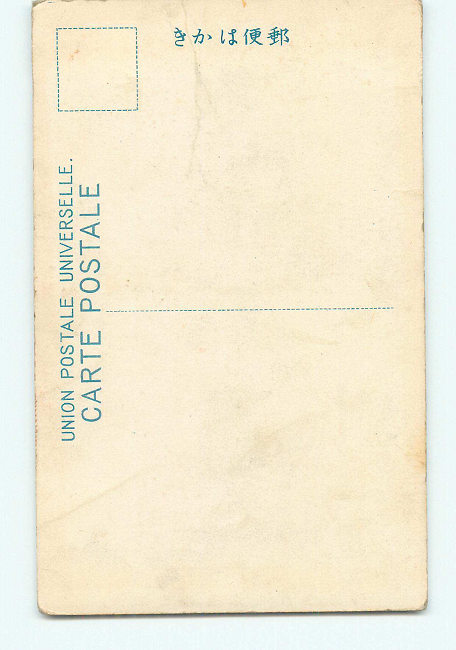 郵便はかき
UNION POSTALE UNIVERSELLE.
CARTE POSTALE